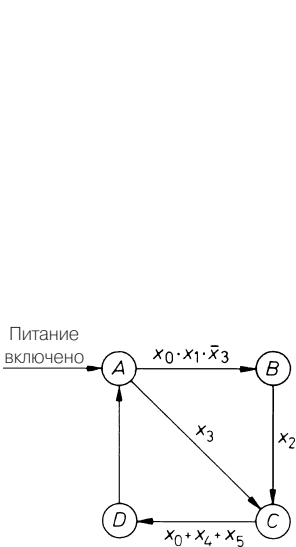 Питание
включено
A
x₀·x₁·x̄₃
B
x₃
x₂
D
C
x₀+x₄+x₅